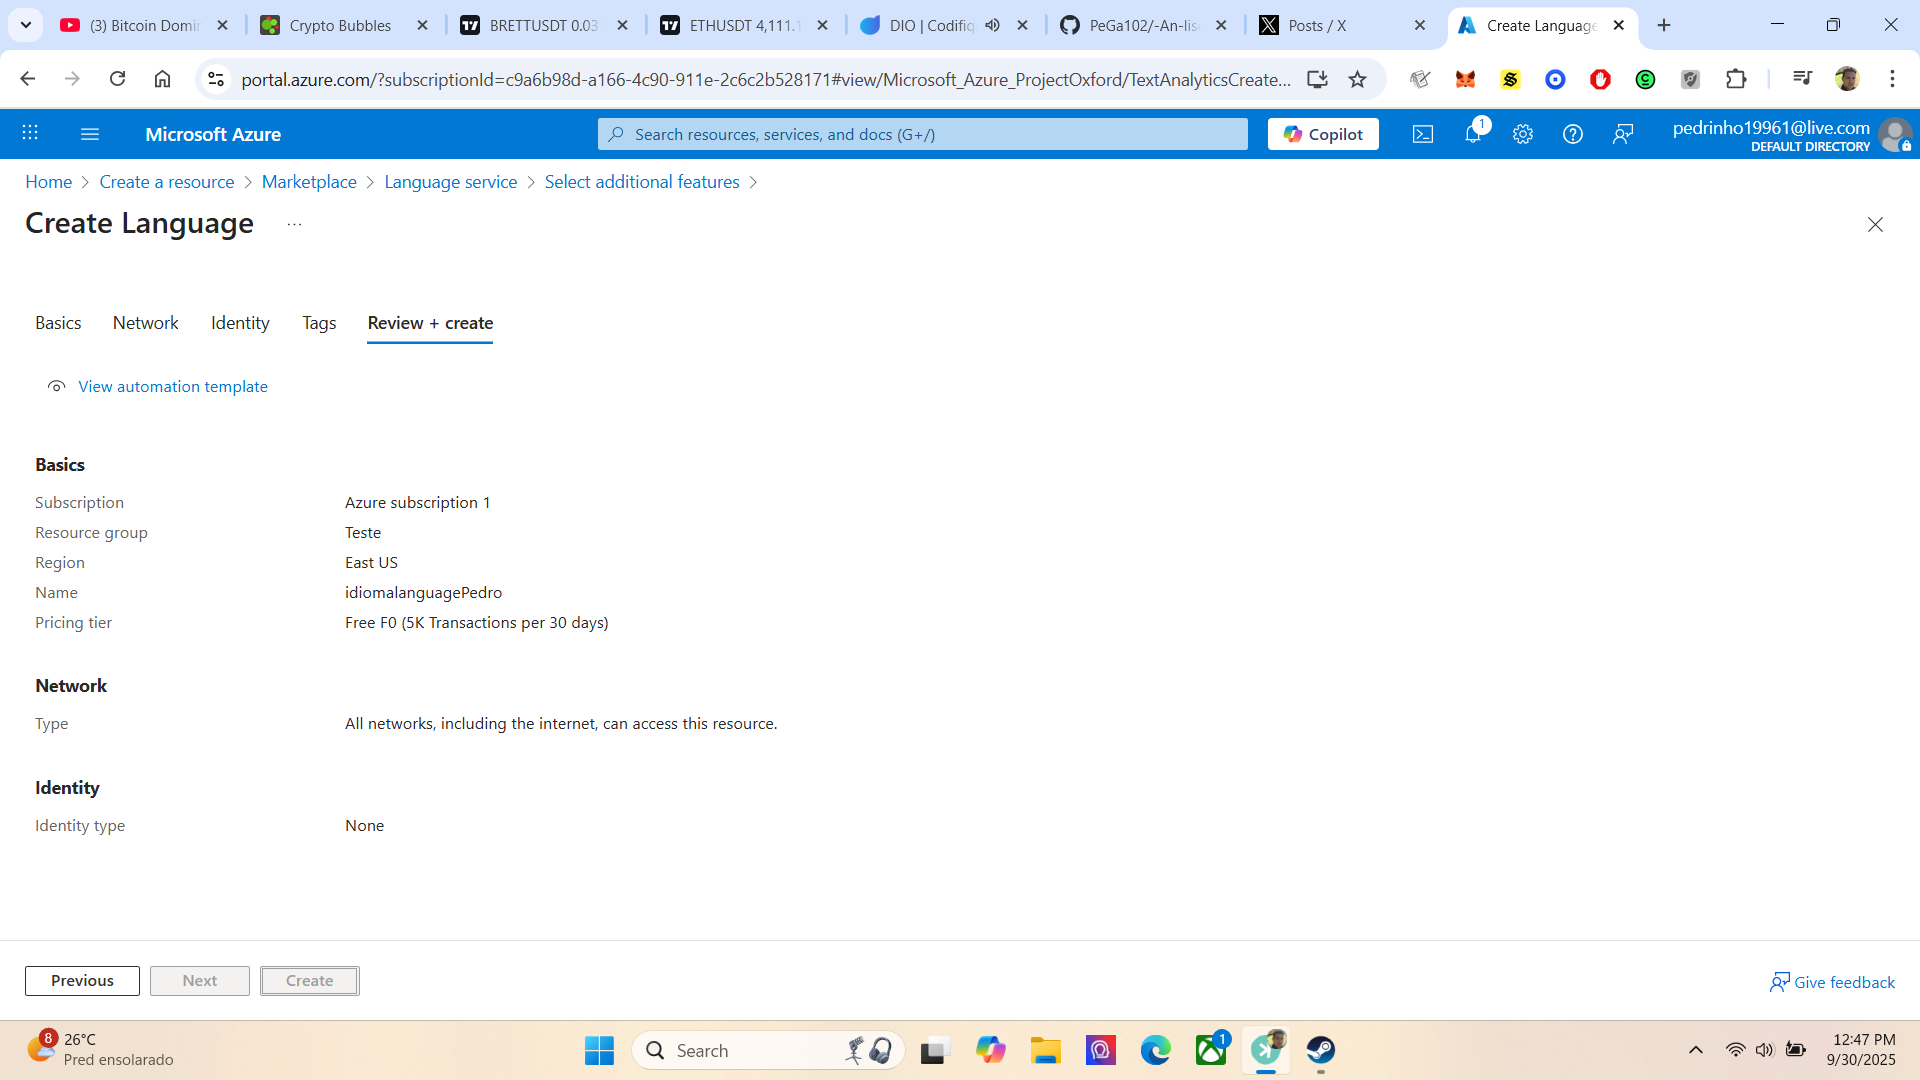 (3) Bitcoin Domin
Crypto Bubbles
BRETTUSDT 0.03
ETHUSDT 4,111.1
DIO | Codifiq
PeGa102/-An-lis
Posts / X
Create Language
portal.azure.com/?subscriptionId=c9a6b98d-a166-4c90-911e-2c6c2b528171#view/Microsoft_Azure_ProjectOxford/TextAnalyticsCreate...
Microsoft Azure
Search resources, services, and docs (G+/)
Copilot
1
pedrinho19961@live.com
DEFAULT DIRECTORY
Home > Create a resource > Marketplace > Language service > Select additional features >
Create Language ...
Basics Network Identity Tags Review + create
View automation template
Basics
Subscription Azure subscription 1
Resource group Teste
Region East US
Name idiomalanguagePedro
Pricing tier Free F0 (5K Transactions per 30 days)
Network
Type All networks, including the internet, can access this resource.
Identity
Identity type None
Previous Next Create
Give feedback
8
26°C
Pred ensolarado
Search
1
12:47 PM
9/30/2025